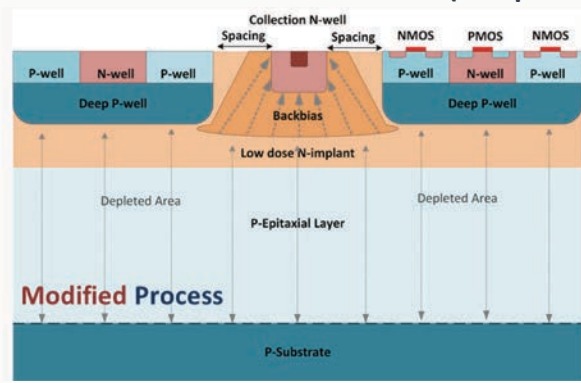 Collection N-well
Spacing
Spacing
NMOS
PMOS
NMOS
P-well
N-well
P-well
P-well
N-well
P-well
Deep P-well
Backbias
Deep P-well
Low dose N-implant
Depleted Area
Depleted Area
P-Epitaxial Layer
Modified Process
P-Substrate